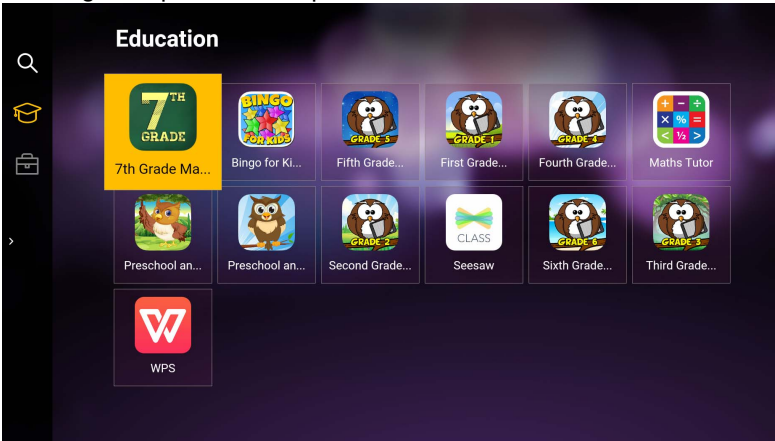 Education
7TH
GRADE
7th Grade Ma...
BINGO
FOR KIDS
Bingo for Ki...
GRADE 5
Fifth Grade...
GRADE 1
First Grade...
GRADE 4
Fourth Grade...
+ - ÷
× % =
< ½ >
Maths Tutor
Preschool an...
Preschool an...
GRADE 2
Second Grade...
CLASS
Seesaw
GRADE 6
Sixth Grade...
GRADE 3
Third Grade...
W
WPS